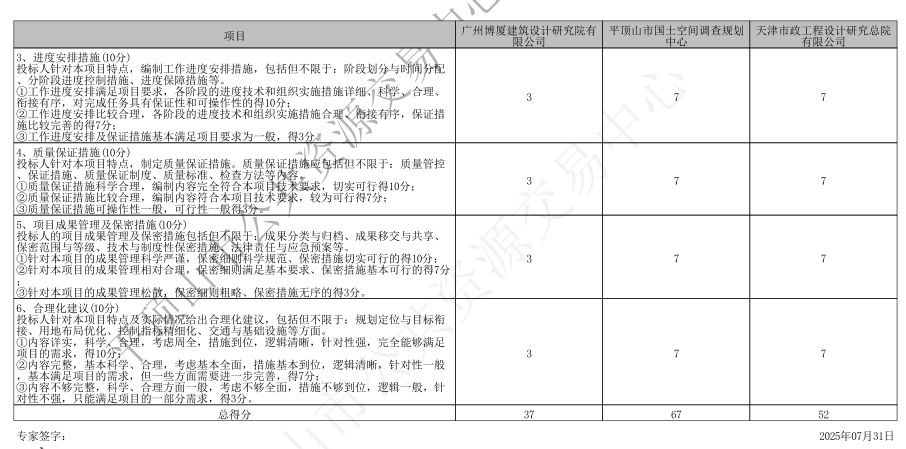 项目
广州博厦建筑设计研究院有
限公司
平顶山市国土空间调查规划
中心
天津市政工程设计研究总院
有限公司
3、进度安排措施(10分)
投标人针对本项目特点，编制工作进度安排措施，包括但不限于：阶段划分与时间分配
、分阶段进度控制措施、进度保障措施等。
①工作进度安排满足项目要求，各阶段的进度技术和组织实施措施详细、科学、合理、
衔接有序，对完成任务具有保证性和可操作性的得10分；
②工作进度安排比较合理，各阶段的进度技术和组织实施措施合理、衔接有序，保证措
施比较完善的得7分；
③工作进度安排及保证措施基本满足项目要求为一般，得3分。
3
7
7
4、质量保证措施(10分)
投标人针对本项目特点，制定质量保证措施。质量保证措施应包括但不限于：质量管控
、保证措施、质量保证制度、质量标准、检查方法等内容。
①质量保证措施科学合理，编制内容完全符合本项目技术要求，切实可行得10分；
②质量保证措施比较合理，编制内容符合本项目技术要求，较为可行得7分；
③质量保证措施可操作性一般，可行性一般得3分。
3
7
7
5、项目成果管理及保密措施(10分)
投标人的项目成果管理及保密措施包括但不限于：成果分类与归档、成果移交与共享、
保密范围与等级、技术与制度性保密措施、法律责任与应急预案等。
①针对本项目的成果管理科学严谨，保密细则科学规范、保密措施切实可行的得10分；
②针对本项目的成果管理相对合理，保密细则满足基本要求、保密措施基本可行的得7分
；
③针对本项目的成果管理松散，保密细则粗略、保密措施无序的得3分。
3
7
7
6、合理化建议(10分)
投标人针对本项目特点及实际情况给出合理化建议，包括但不限于：规划定位与目标衔
接、用地布局优化、控制指标精细化、交通与基础设施等方面。
①内容详实，科学、合理，考虑周全，措施到位，逻辑清晰，针对性强，完全能够满足
项目的需求，得10分；
②内容完整，基本科学、合理，考虑基本全面，措施基本到位，逻辑清晰，针对性一般
，基本满足项目的需求，但一些方面需要进一步完善，得7分；
③内容不够完整，科学、合理方面一般，考虑不够全面，措施不够到位，逻辑一般，针
对性不强，只能满足项目的一部分需求，得3分。
3
7
7
总得分
37
67
52
专家签字：
2025年07月31日